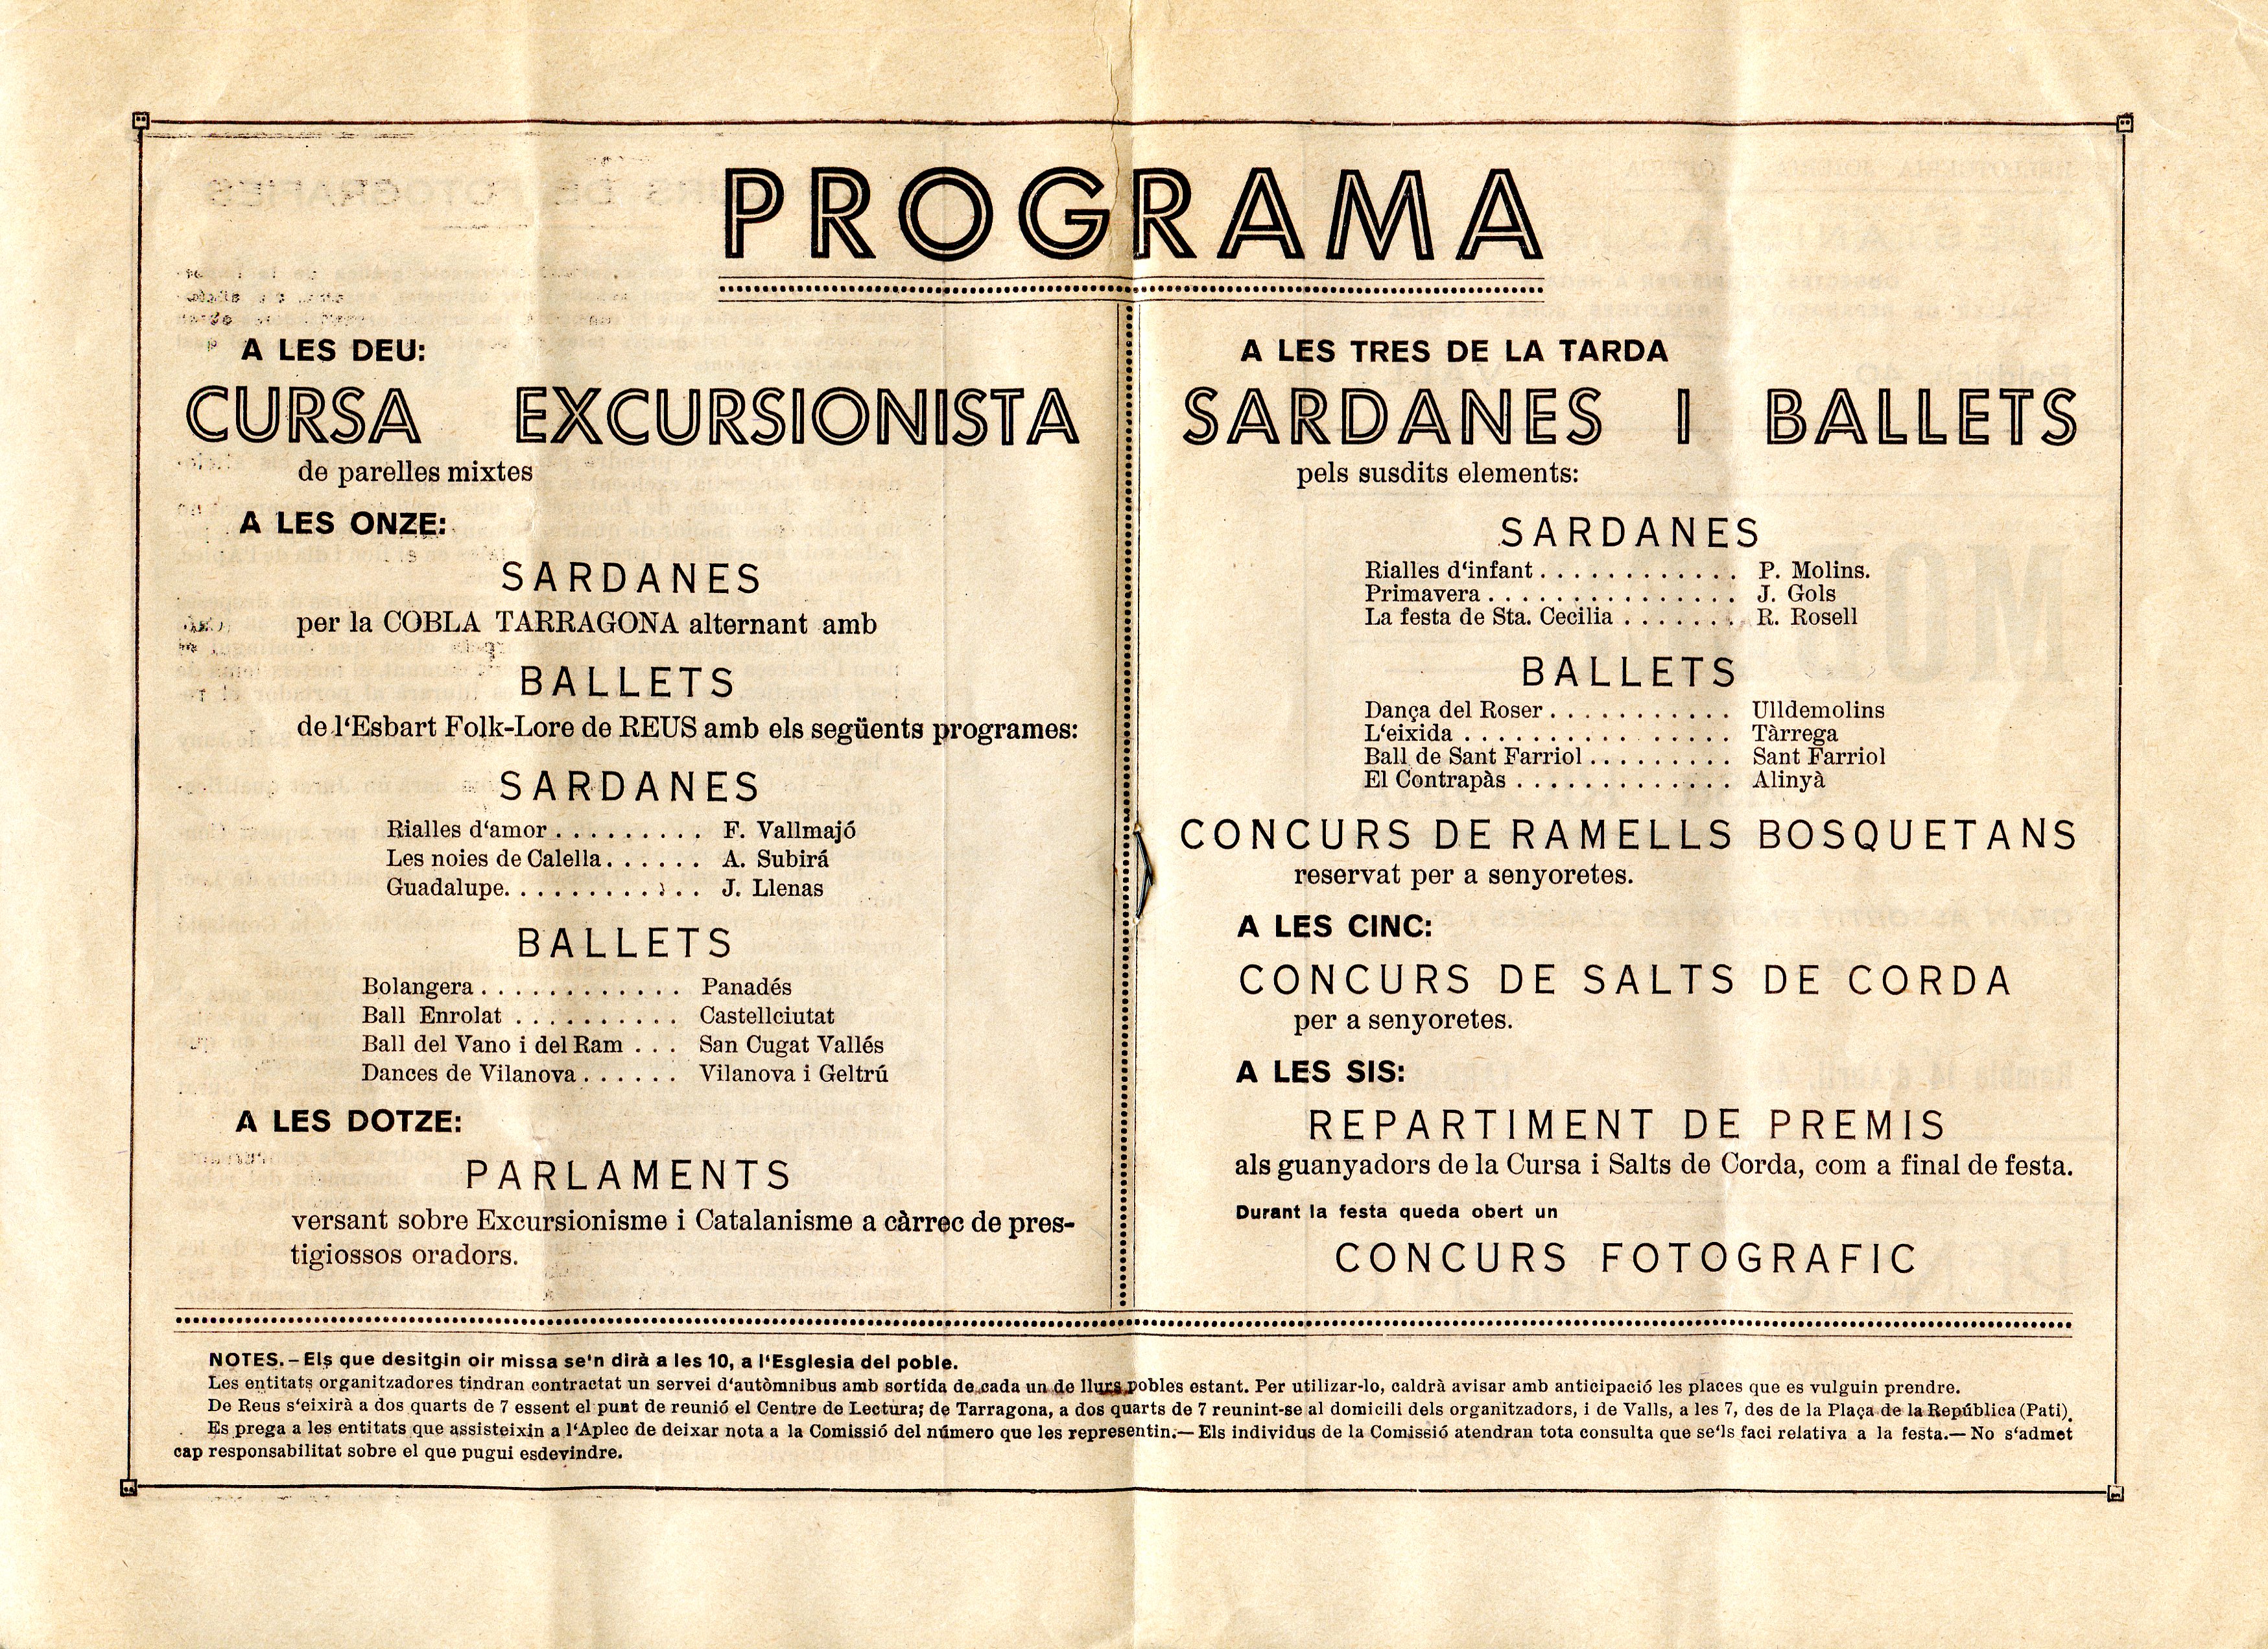 PROGRAMA
A LES DEU:
CURSA EXCURSIONISTA
de parelles mixtes
A LES ONZE:
SARDANES
per la COBLA TARRAGONA alternant amb
BALLETS
de l'Esbart Folk-Lore de REUS amb els següents programes:
SARDANES
Rialles d'amor . . . . . . . . . F. Vallmajó
Les noies de Calella. . . . . . A. Subirá
Guadalupe. . . . . . . . . . . . J. Llenas
BALLETS
Bolangera . . . . . . . . . . . . Panadés
Ball Enrolat . . . . . . . . . . Castellciutat
Ball del Vano i del Ram . . . San Cugat Vallés
Dances de Vilanova . . . . . . Vilanova i Geltrú
A LES DOTZE:
PARLAMENTS
versant sobre Excursionisme i Catalanisme a càrrec de pres-
tigiossos oradors.
A LES TRES DE LA TARDA
SARDANES I BALLETS
pels susdits elements:
SARDANES
Rialles d'infant . . . . . . . . . . . . P. Molins.
Primavera . . . . . . . . . . . . . . . J. Gols
La festa de Sta. Cecilia . . . . . . . R. Rosell
BALLETS
Dança del Roser . . . . . . . . . . . Ulldemolins
L'eixida . . . . . . . . . . . . . . . Tàrrega
Ball de Sant Farriol . . . . . . . . . Sant Farriol
El Contrapàs . . . . . . . . . . . . . Alinyà
CONCURS DE RAMELLS BOSQUETANS
reservat per a senyoretes.
A LES CINC:
CONCURS DE SALTS DE CORDA
per a senyoretes.
A LES SIS:
REPARTIMENT DE PREMIS
als guanyadors de la Cursa i Salts de Corda, com a final de festa.
Durant la festa queda obert un
CONCURS FOTOGRAFIC
NOTES. – Els que desitgin oir missa se'n dirà a les 10, a l'Esglesia del poble.
Les entitats organitzadores tindran contractat un servei d'autòmnibus amb sortida de cada un de llurs pobles estant. Per utilizar-lo, caldrà avisar amb anticipació les places que es vulguin prendre.
De Reus s'eixirà a dos quarts de 7 essent el punt de reunió el Centre de Lectura; de Tarragona, a dos quarts de 7 reunint-se al domicili dels organitzadors, i de Valls, a les 7, des de la Plaça de la República (Pati).
Es prega a les entitats que assisteixin a l'Aplec de deixar nota a la Comissió del número que les representin.— Els individus de la Comissió atendran tota consulta que se'ls faci relativa a la festa.— No s'admet
cap responsabilitat sobre el que pugui esdevindre.